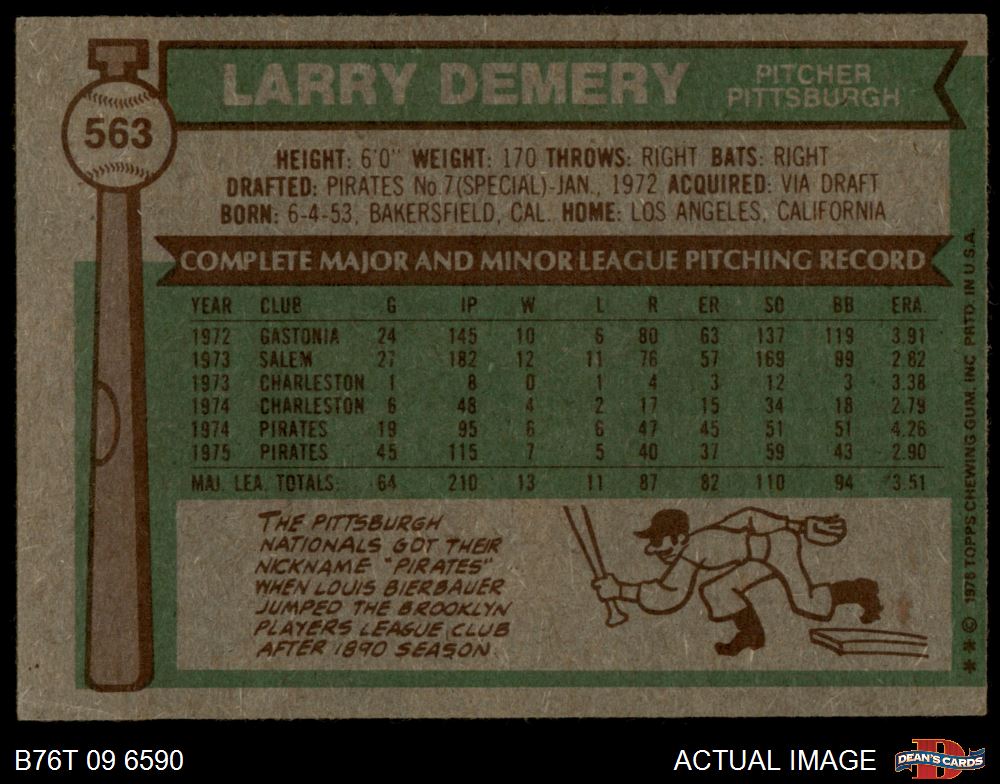 563
LARRY DEMERY
PITCHER
PITTSBURGH
HEIGHT: 6'0" WEIGHT: 170 THROWS: RIGHT BATS: RIGHT
DRAFTED: PIRATES No.7(SPECIAL)-JAN., 1972 ACQUIRED: VIA DRAFT
BORN: 6-4-53, BAKERSFIELD, CAL. HOME: LOS ANGELES, CALIFORNIA
COMPLETE MAJOR AND MINOR LEAGUE PITCHING RECORD
YEAR CLUB G IP W L R ER SO BB ERA.
1972 GASTONIA 24 145 10 6 80 63 137 119 3.91
1973 SALEM 27 182 12 11 76 57 169 99 2.82
1973 CHARLESTON 1 8 0 1 4 3 12 3 3.38
1974 CHARLESTON 6 48 4 2 17 15 34 18 2.79
1974 PIRATES 19 95 6 6 47 45 51 51 4.26
1975 PIRATES 45 115 7 5 40 37 59 43 2.90
MAJ. LEA. TOTALS: 64 210 13 11 87 82 110 94 3.51
THE PITTSBURGH
NATIONALS GOT THEIR
NICKNAME "PIRATES"
WHEN LOUIS BIERBAUER
JUMPED THE BROOKLYN
PLAYERS LEAGUE CLUB
AFTER 1890 SEASON.
** © 1976 TOPPS CHEWING GUM, INC. PRTD. IN U.S.A.
B76T 09 6590
ACTUAL IMAGE
D
DEAN'S CARDS